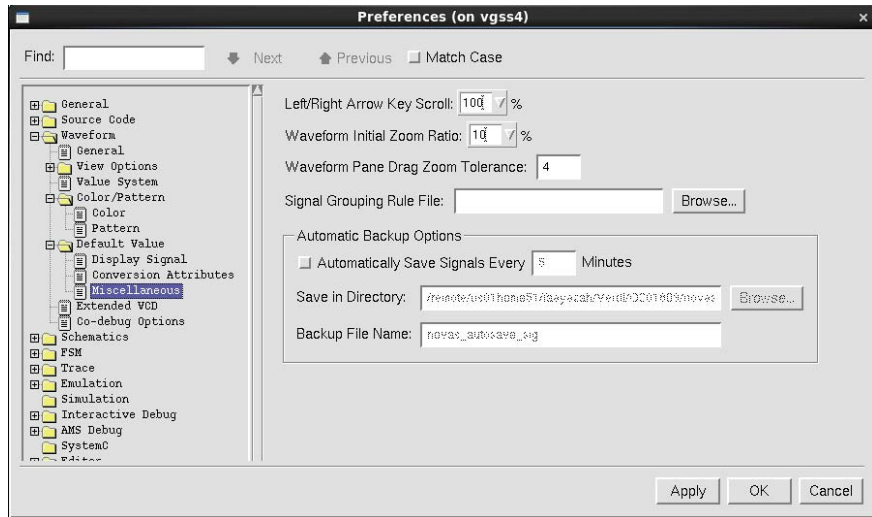 Preferences (on vgss4)
Find: Next Previous Match Case
General
Source Code
Waveform
General
View Options
Value System
Color/Pattern
Color
Pattern
Default Value
Display Signal
Conversion Attributes
Miscellaneous
Extended VCD
Co-debug Options
Schematics
FSM
Trace
Emulation
Simulation
Interactive Debug
AMS Debug
SystemC
Editor
Left/Right Arrow Key Scroll: 100 %
Waveform Initial Zoom Ratio: 10 %
Waveform Pane Drag Zoom Tolerance: 4
Signal Grouping Rule File: Browse...
Automatic Backup Options
Automatically Save Signals Every 5 Minutes
Save in Directory: Browse...
Backup File Name: novas_autosave_sig
Apply OK Cancel